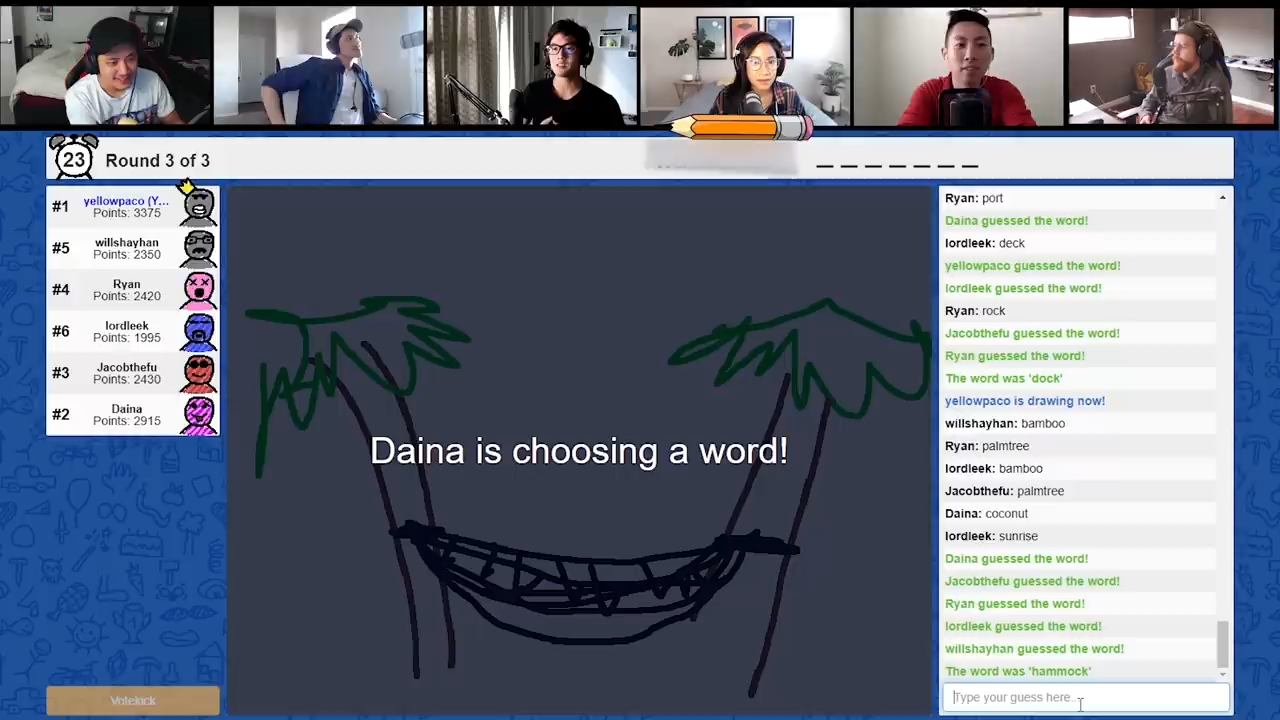 23
Round 3 of 3
_ _ _ _ _ _ _
#1
yellowpaco (Y...
Points: 3375
#5
willshayhan
Points: 2350
#4
Ryan
Points: 2420
#6
lordleek
Points: 1995
#3
Jacobthefu
Points: 2430
#2
Daina
Points: 2915
Votekick
Daina is choosing a word!
Ryan: port
Daina guessed the word!
lordleek: deck
yellowpaco guessed the word!
lordleek guessed the word!
Ryan: rock
Jacobthefu guessed the word!
Ryan guessed the word!
The word was 'dock'
yellowpaco is drawing now!
willshayhan: bamboo
Ryan: palmtree
lordleek: bamboo
Jacobthefu: palmtree
Daina: coconut
lordleek: sunrise
Daina guessed the word!
Jacobthefu guessed the word!
Ryan guessed the word!
lordleek guessed the word!
willshayhan guessed the word!
The word was 'hammock'
Type your guess here...